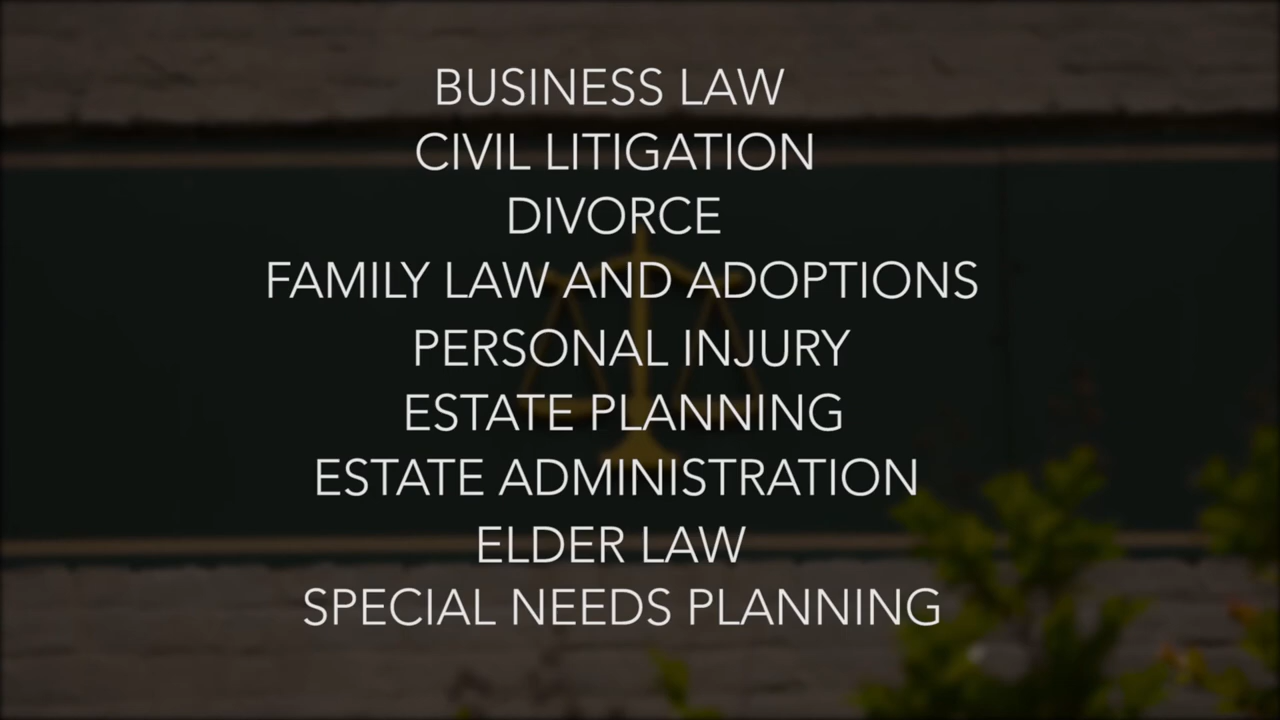 BUSINESS LAW
CIVIL LITIGATION
DIVORCE
FAMILY LAW AND ADOPTIONS
PERSONAL INJURY
ESTATE PLANNING
ESTATE ADMINISTRATION
ELDER LAW
SPECIAL NEEDS PLANNING